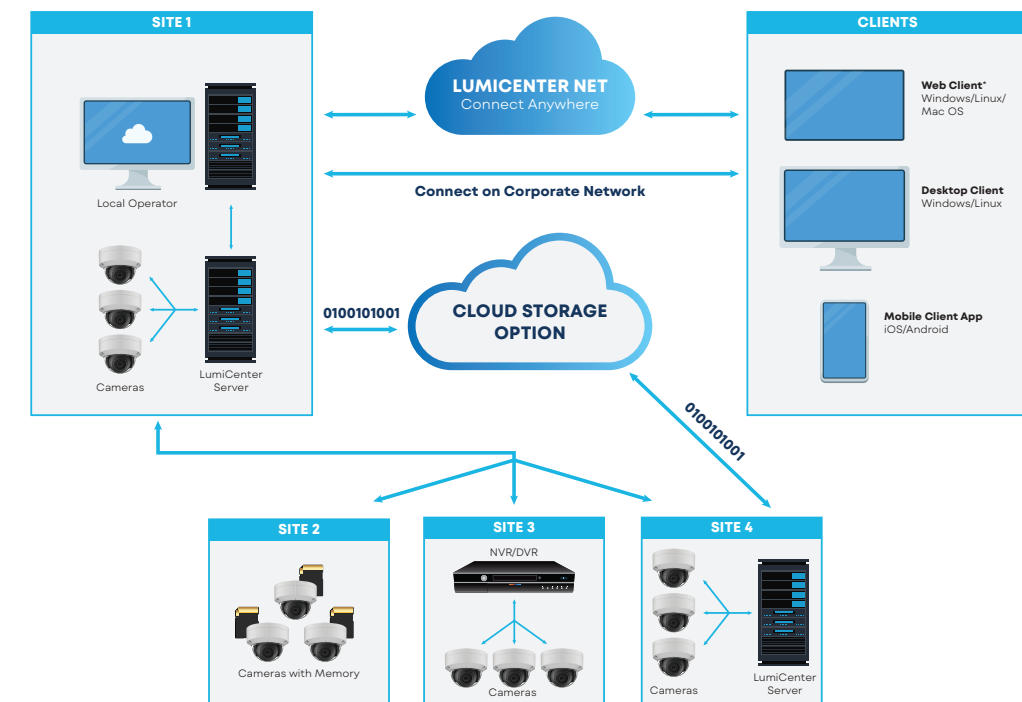 SITE 1
CLIENTS
LUMICENTER NET
Connect Anywhere
Web Client*
Windows/Linux/
Mac OS
Connect on Corporate Network
Local Operator
Desktop Client
Windows/Linux
0100101001
CLOUD STORAGE
OPTION
Mobile Client App
iOS/Android
Cameras
LumiCenter
Server
0100101001
SITE 2
SITE 3
SITE 4
NVR/DVR
Cameras with Memory
Cameras
Cameras
LumiCenter
Server